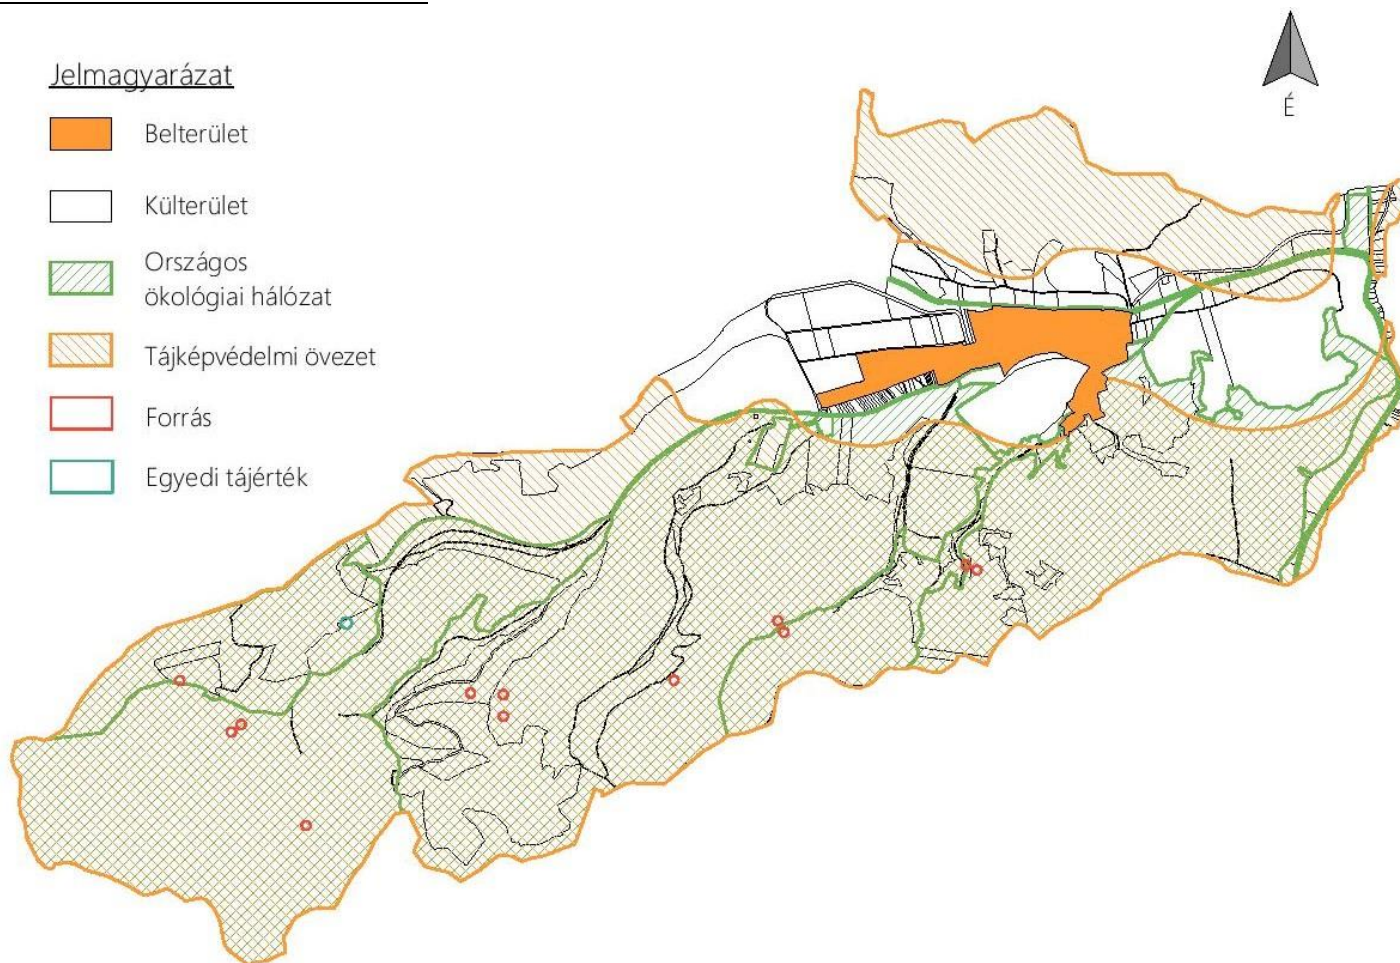 Jelmagyarázat
Belterület
Külterület
Országos
ökológiai hálózat
Tájképvédelmi övezet
Forrás
Egyedi tájérték
É